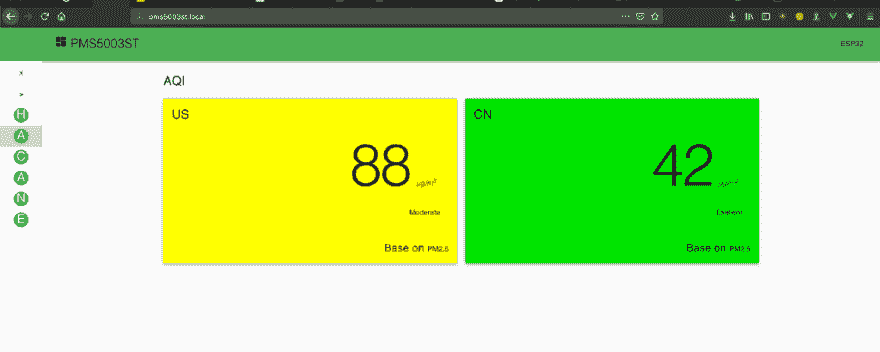 pms5003st.local
PMS5003ST
ESP32
H
A
C
A
N
E
AQI
US
88
μg/m³
Moderate
Base on PM2.5
CN
42
μg/m³
Base on PM2.5